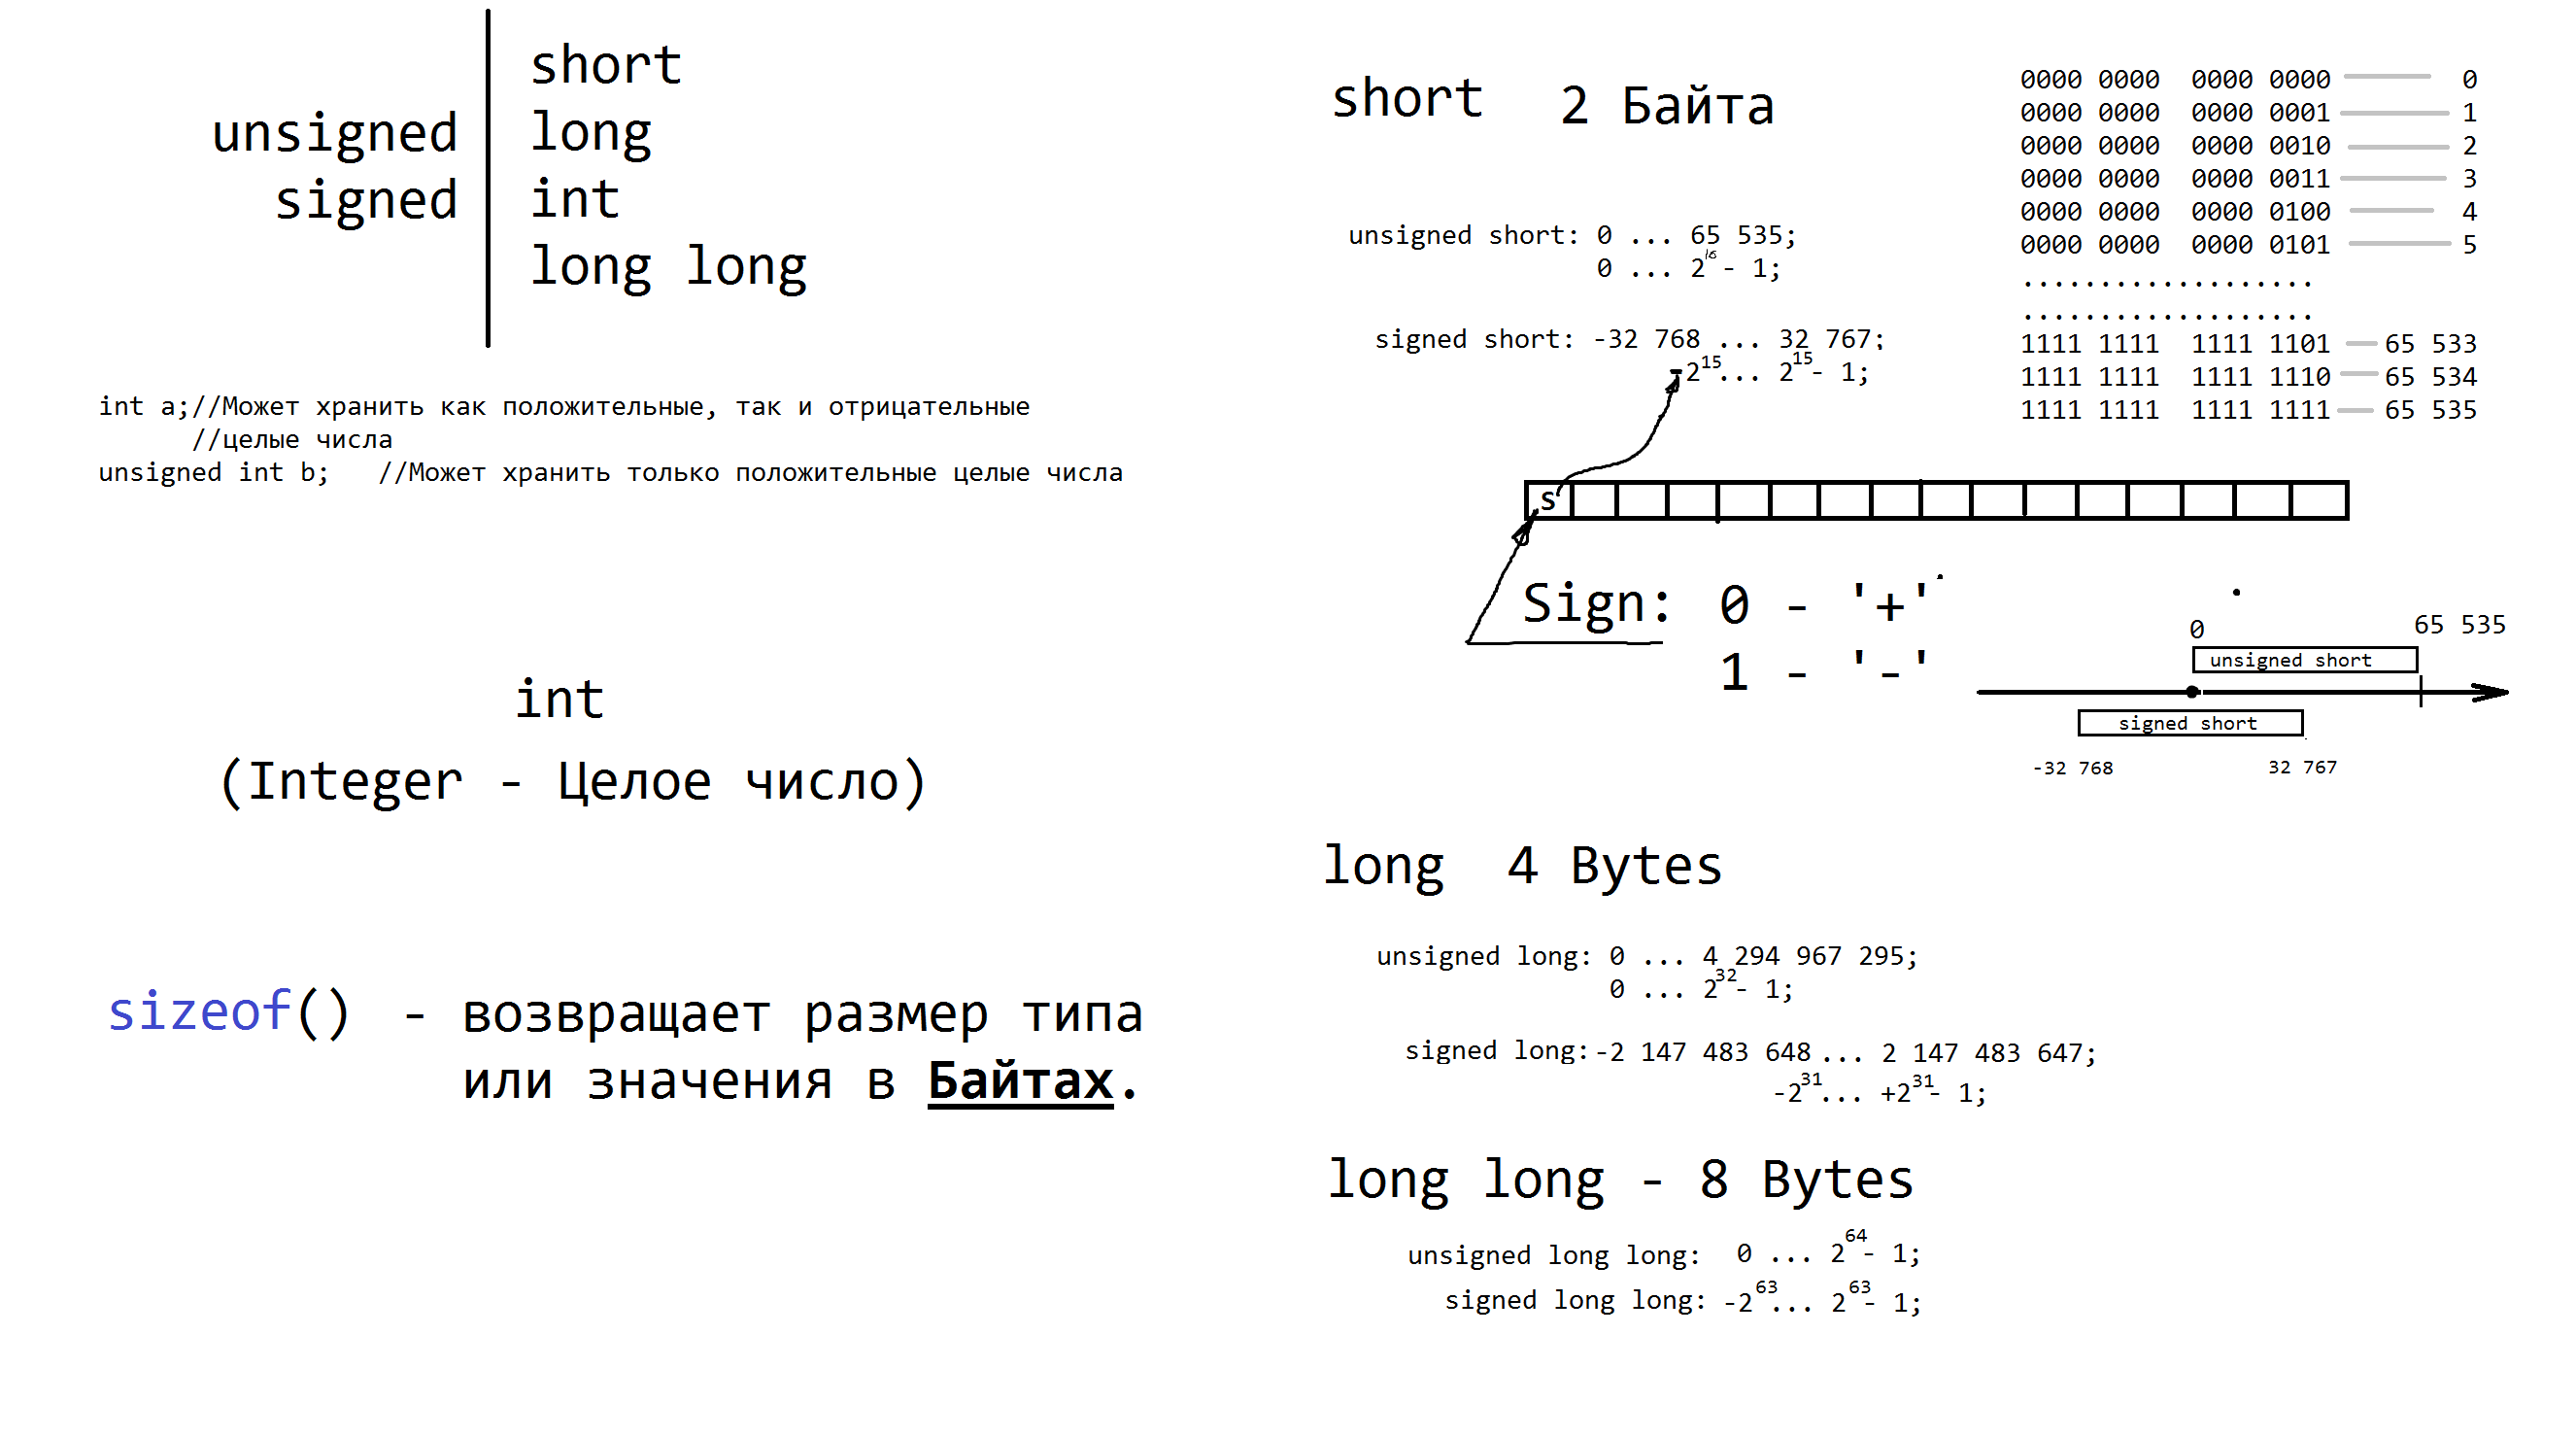 short
unsigned long
signed int
long long
int a;//Может хранить как положительные, так и отрицательные
//целые числа
unsigned int b;   //Может хранить только положительные целые числа
int
(Integer - Целое число)
sizeof() - возвращает размер типа
или значения в Байтах.
short 2 Байта
unsigned short: 0 ... 65 535;
0 ... 2^16 - 1;
signed short: -32 768 ... 32 767;
-2^15 ... 2^15 - 1;
0000 0000  0000 0000 0
0000 0000  0000 0001 1
0000 0000  0000 0010 2
0000 0000  0000 0011 3
0000 0000  0000 0100 4
0000 0000  0000 0101 5
...................
...................
1111 1111  1111 1101 65 533
1111 1111  1111 1110 65 534
1111 1111  1111 1111 65 535
S
Sign: 0 - '+'
1 - '-'
0 65 535
unsigned short
signed short
-32 768 32 767
long 4 Bytes
unsigned long: 0 ... 4 294 967 295;
0 ... 2^32 - 1;
signed long: -2 147 483 648 ... 2 147 483 647;
-2^31 ... +2^31 - 1;
long long - 8 Bytes
unsigned long long: 0 ... 2^64 - 1;
signed long long: -2^63 ... 2^63 - 1;